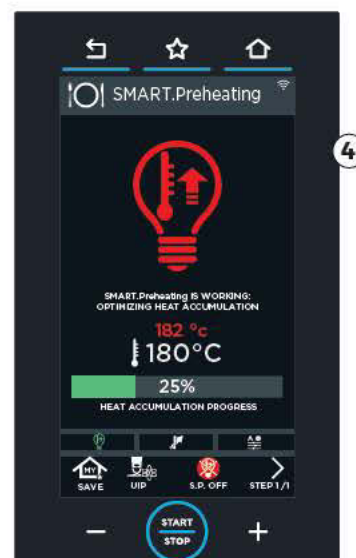 SMART.Preheating
4
SMART.Preheating IS WORKING:
OPTIMIZING HEAT ACCUMULATION
182 °c
180°C
25%
HEAT ACCUMULATION PROGRESS
MY
SAVE
UIP
S.P. OFF
STEP 1/1
START
STOP